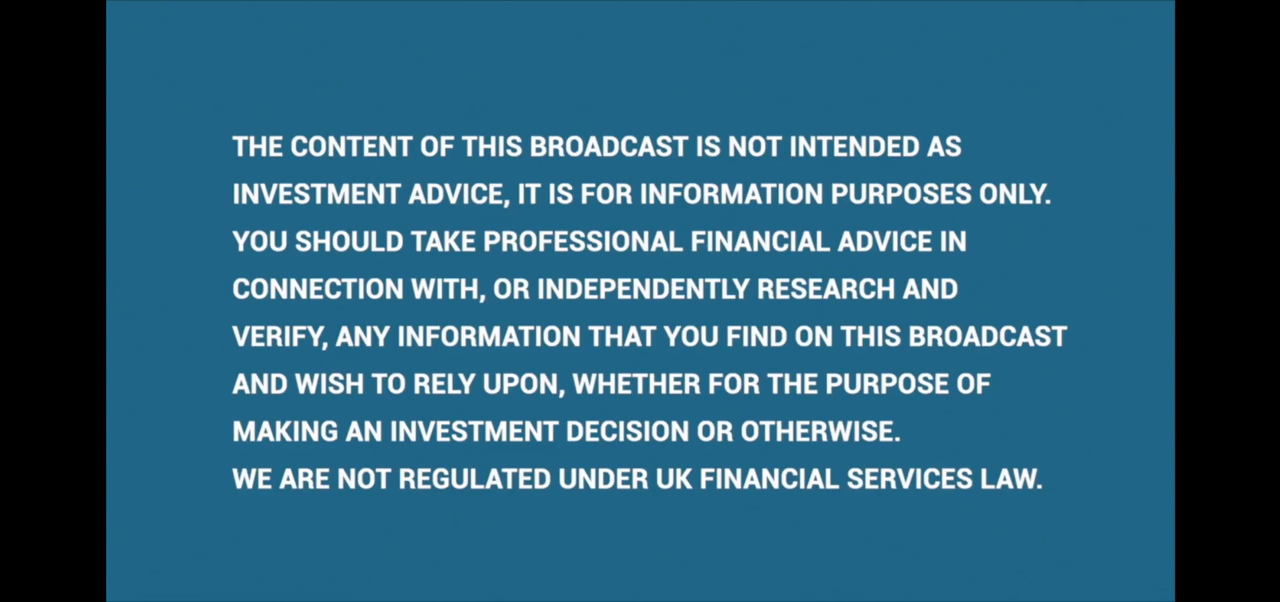 THE CONTENT OF THIS BROADCAST IS NOT INTENDED AS
INVESTMENT ADVICE, IT IS FOR INFORMATION PURPOSES ONLY.
YOU SHOULD TAKE PROFESSIONAL FINANCIAL ADVICE IN
CONNECTION WITH, OR INDEPENDENTLY RESEARCH AND
VERIFY, ANY INFORMATION THAT YOU FIND ON THIS BROADCAST
AND WISH TO RELY UPON, WHETHER FOR THE PURPOSE OF
MAKING AN INVESTMENT DECISION OR OTHERWISE.
WE ARE NOT REGULATED UNDER UK FINANCIAL SERVICES LAW.